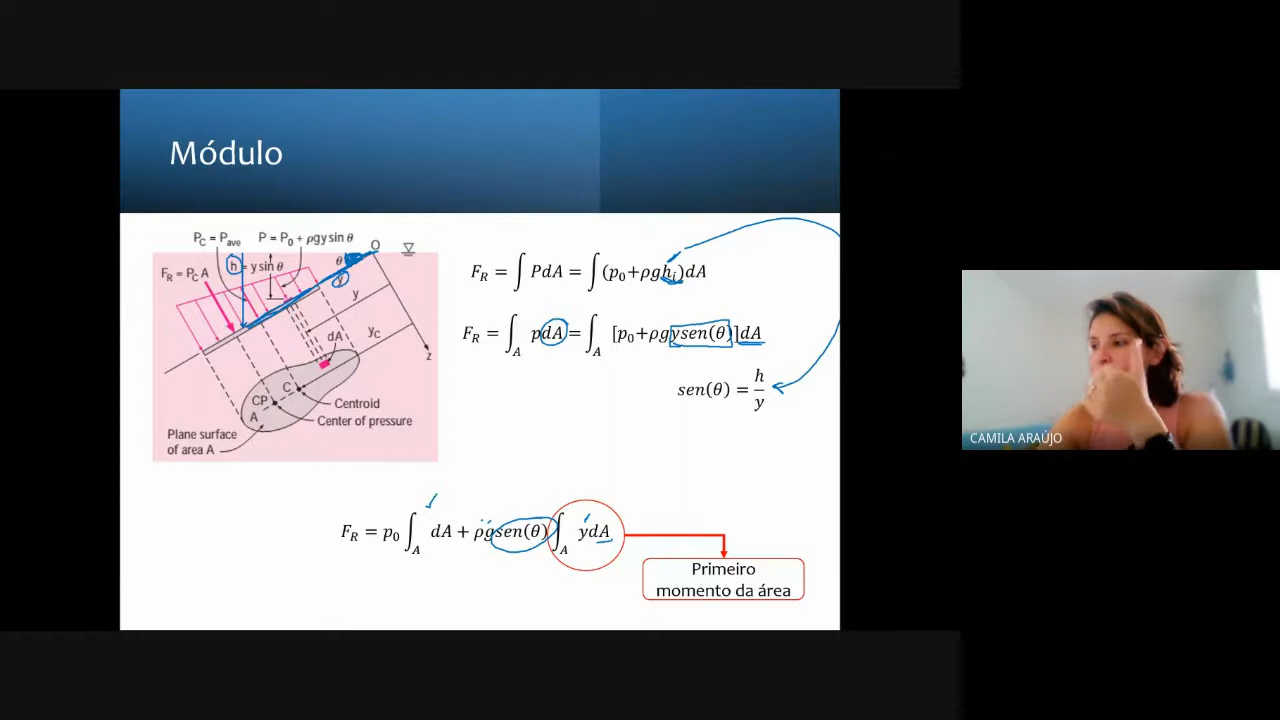 Módulo
P_C = P_ave
P = P_0 + ρgy sin θ
O
θ
h = y sin θ
F_R = P_C A
y
y
y_C
z
dA
C
CP
A
Centroid
Center of pressure
Plane surface
of area A
F_R = ∫ PdA = ∫(p_0+ρgh_i)dA
F_R = ∫_A pdA = ∫_A [p_0+ρgysen(θ)]dA
sen(θ) = h/y
F_R = p_0 ∫_A dA + ρgsen(θ) ∫_A ydA
Primeiro
momento da área
CAMILA ARAÚJO